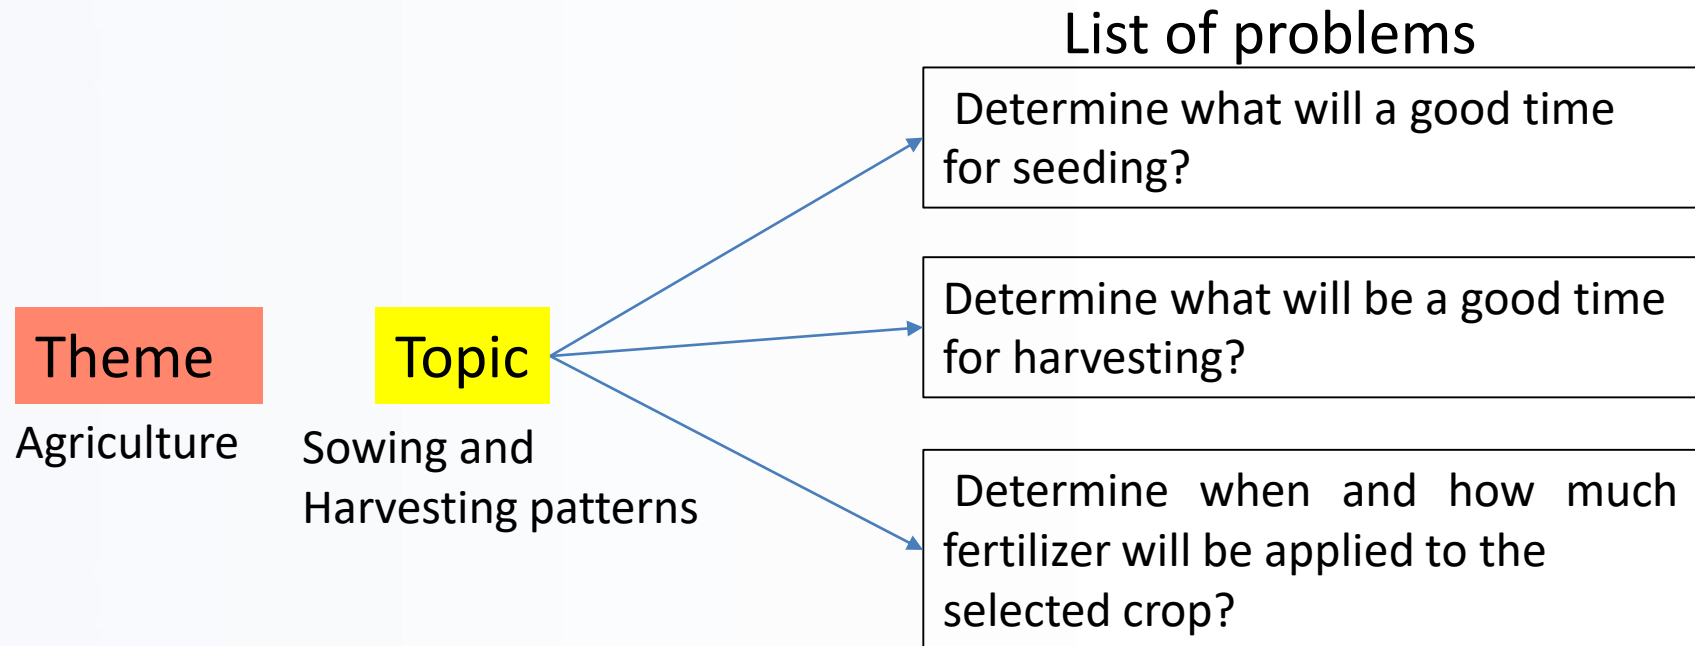 List of problems
Determine what will a good time
for seeding?
Determine what will be a good time
for harvesting?
Theme
Topic
Agriculture
Sowing and
Harvesting patterns
Determine when and how much
fertilizer will be applied to the
selected crop?